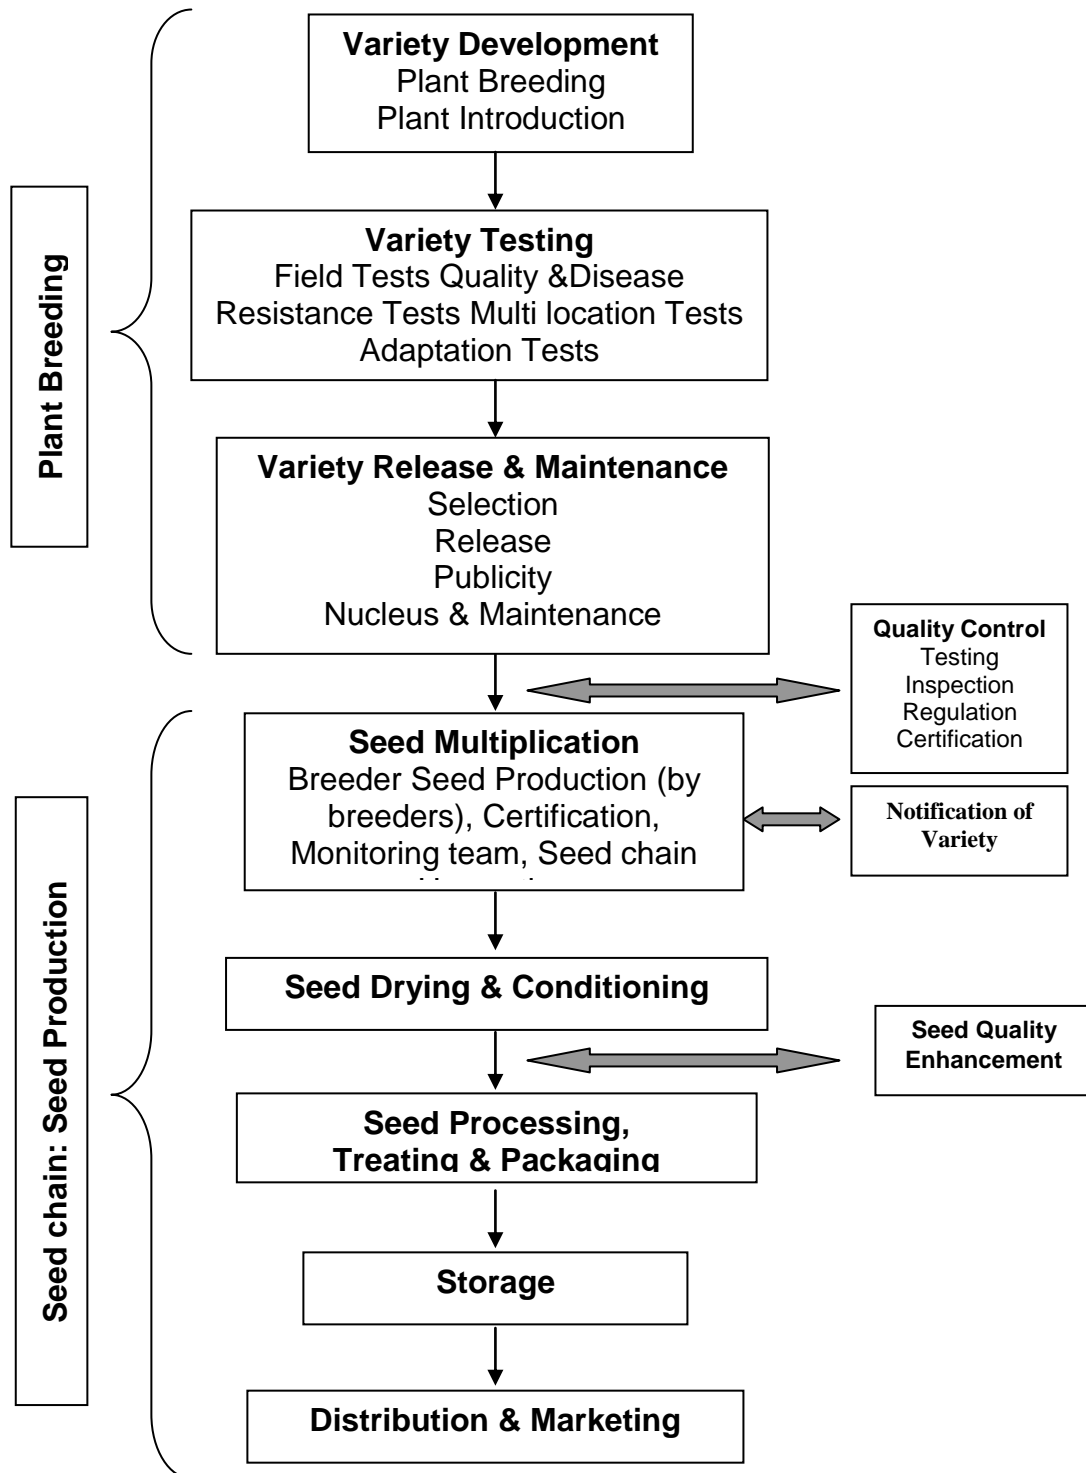 Variety Development
Plant Breeding
Plant Introduction
Variety Testing
Field Tests Quality &Disease
Resistance Tests Multi location Tests
Adaptation Tests
Plant Breeding
Variety Release & Maintenance
Selection
Release
Publicity
Nucleus & Maintenance
Quality Control
Testing
Inspection
Regulation
Certification
Seed Multiplication
Breeder Seed Production (by
breeders), Certification,
Monitoring team, Seed chain
Notification of
Variety
Seed chain: Seed Production
Seed Drying & Conditioning
Seed Quality
Enhancement
Seed Processing,
Treating & Packaging
Storage
Distribution & Marketing